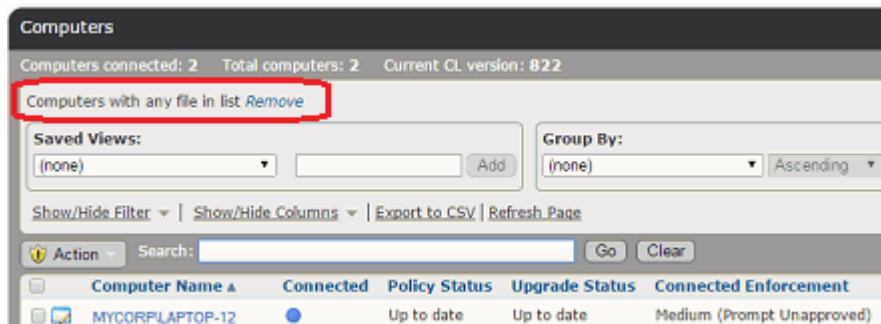 Computers
Computers connected: 2 Total computers: 2 Current CL version: 822
Computers with any file in list Remove
Saved Views: Group By:
(none) Add (none) Ascending
Show/Hide Filter | Show/Hide Columns | Export to CSV | Refresh Page
Action Search: Go Clear
Computer Name Connected Policy Status Upgrade Status Connected Enforcement
MYCORP\LAPTOP-12 Up to date Up to date Medium (Prompt Unapproved)